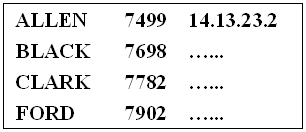 ALLEN 7499 14.13.23.2
BLACK 7698 …...
CLARK 7782 …...
FORD 7902 …...